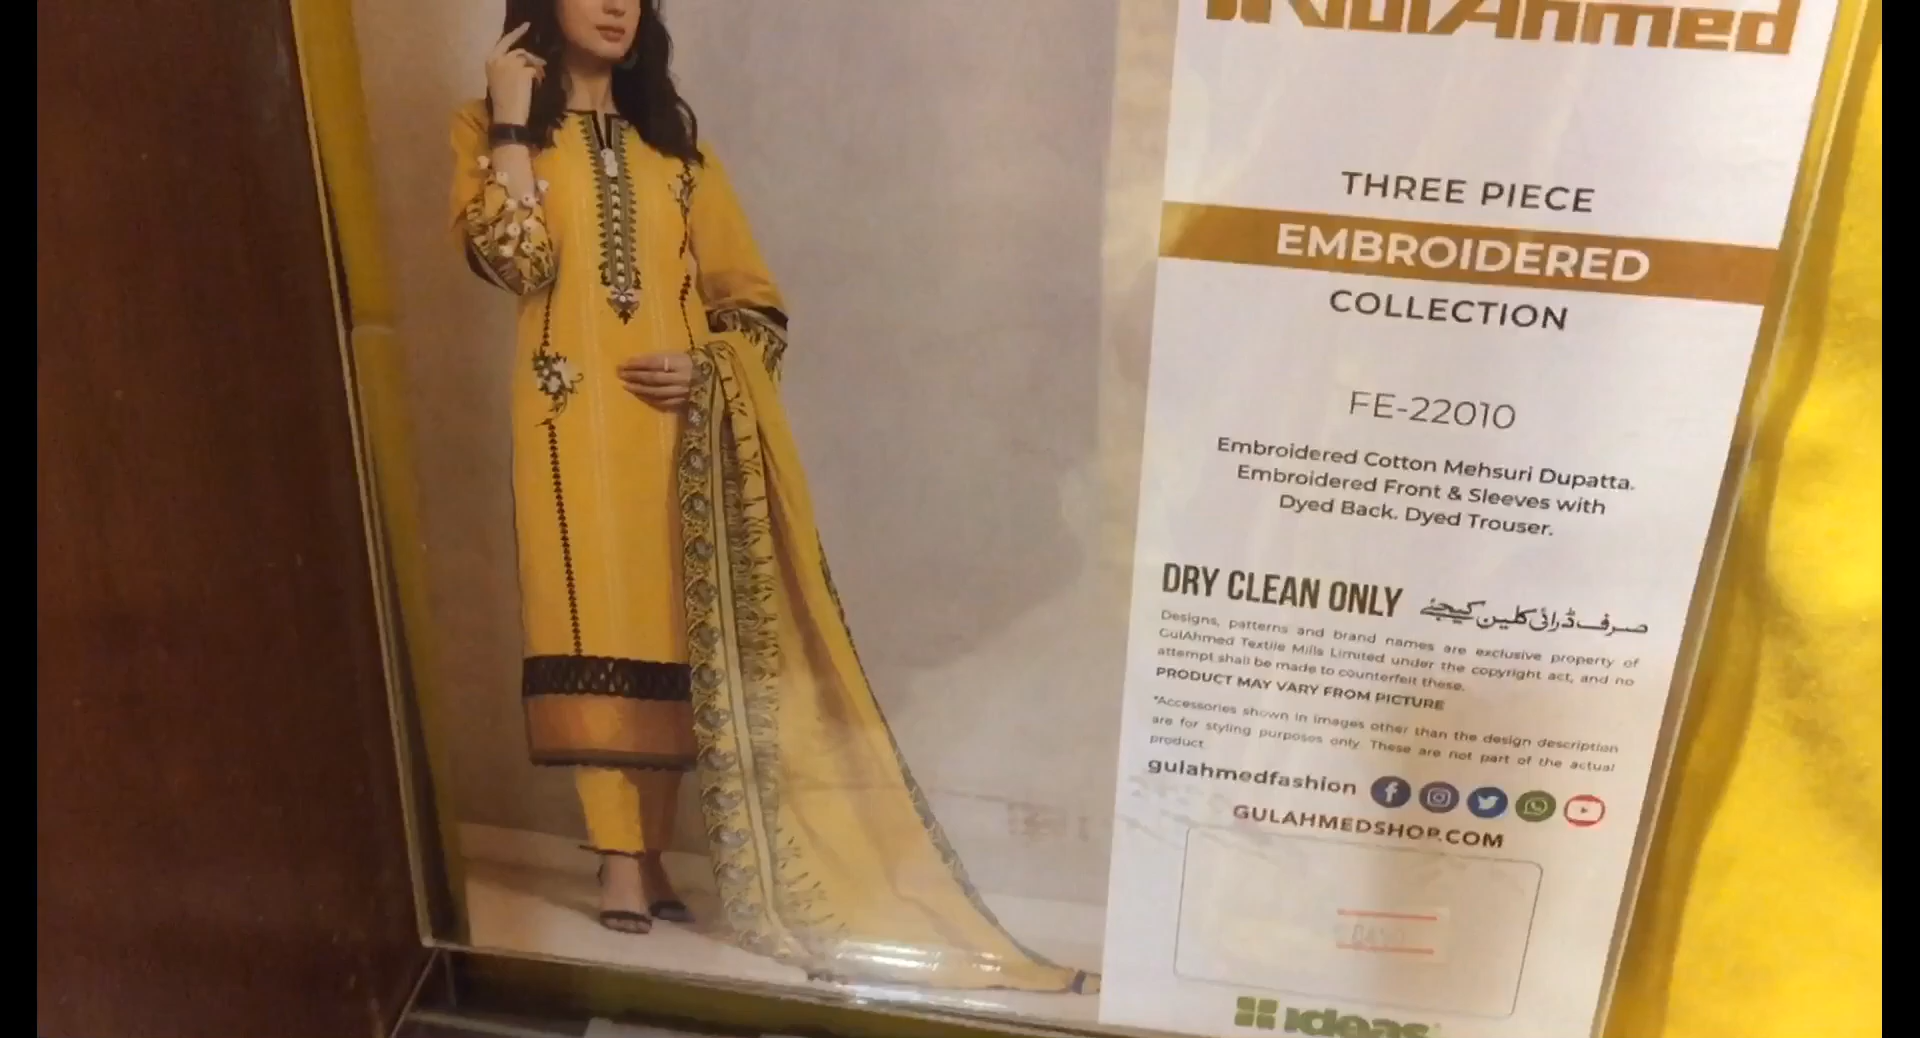 GulAhmed
THREE PIECE
EMBROIDERED
COLLECTION
FE-22010
Embroidered Cotton Mehsuri Dupatta.
Embroidered Front & Sleeves with
Dyed Back. Dyed Trouser.
DRY CLEAN ONLY صرف ڈرائی کلین کیجئے
Designs, patterns and brand names are exclusive property of
GulAhmed Textile Mills Limited under the copyright act, and no
attempt shall be made to counterfeit these.
PRODUCT MAY VARY FROM PICTURE
*Accessories shown in images other than the design description
are for styling purposes only. These are not part of the actual
product.
gulahmedfashion
GULAHMEDSHOP.COM
ideas